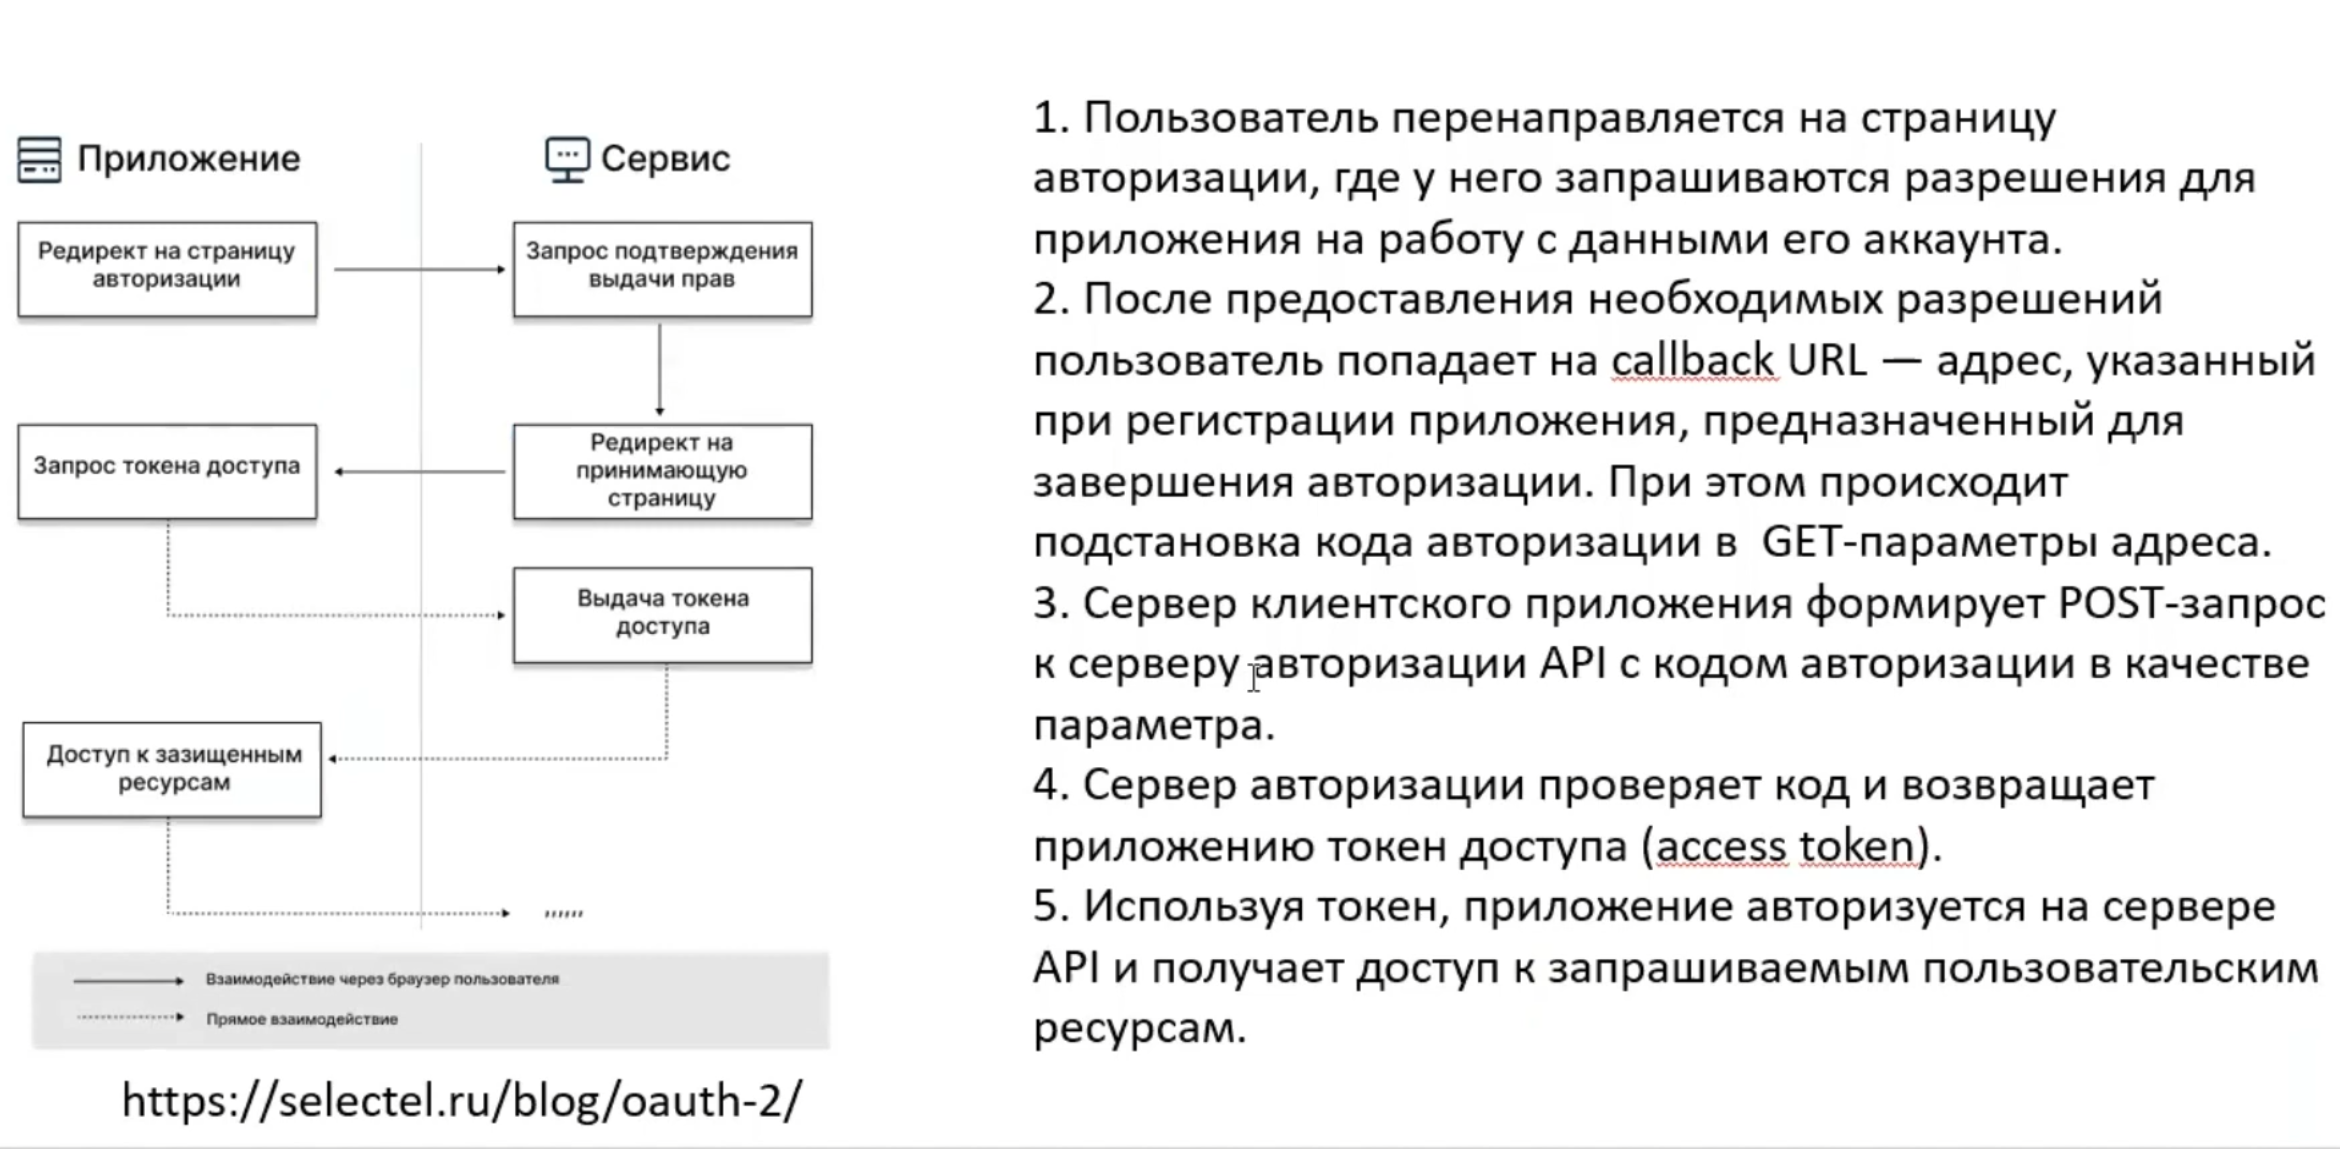 Приложение
Сервис
Редирект на страницу
авторизации
Запрос подтверждения
выдачи прав
Запрос токена доступа
Редирект на
принимающую
страницу
Выдача токена
доступа
Доступ к зазищенным
ресурсам
Взаимодействие через браузер пользователя
Прямое взаимодействие
https://selectel.ru/blog/oauth-2/
1. Пользователь перенаправляется на страницу
авторизации, где у него запрашиваются разрешения для
приложения на работу с данными его аккаунта.
2. После предоставления необходимых разрешений
пользователь попадает на callback URL — адрес, указанный
при регистрации приложения, предназначенный для
завершения авторизации. При этом происходит
подстановка кода авторизации в  GET-параметры адреса.
3. Сервер клиентского приложения формирует POST-запрос
к серверу авторизации API с кодом авторизации в качестве
параметра.
4. Сервер авторизации проверяет код и возвращает
приложению токен доступа (access token).
5. Используя токен, приложение авторизуется на сервере
API и получает доступ к запрашиваемым пользовательским
ресурсам.